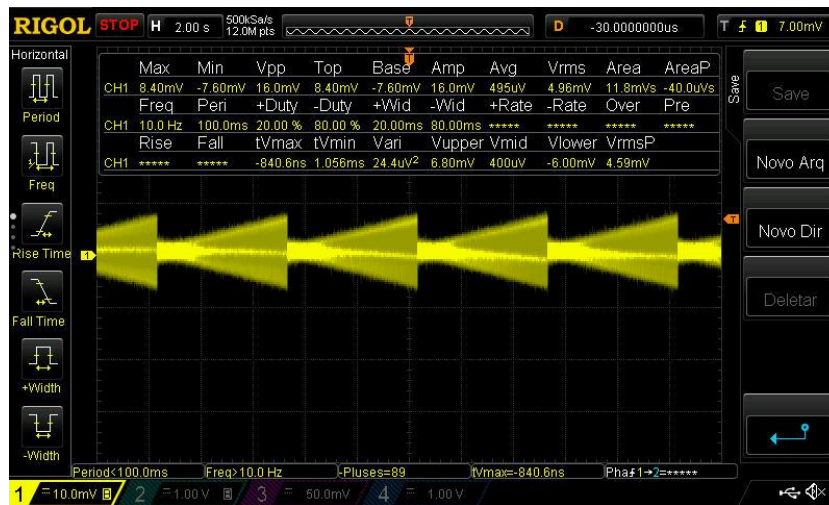 RIGOL STOP H 2.00 s 500kSa/s 12.0M pts D -30.0000000us T 1 7.00mV
Horizontal
Period
Freq
Rise Time
Fall Time
+Width
-Width
Max Min Vpp Top Base Amp Avg Vrms Area AreaP
CH1 8.40mV -7.60mV 16.0mV 8.40mV -7.60mV 16.0mV 495uV 4.96mV 11.8mVs -40.0uVs
Freq Peri +Duty -Duty +Wid -Wid +Rate -Rate Over Pre
CH1 10.0 Hz 100.0ms 20.00 % 80.00 % 20.00ms 80.00ms ***** ***** ***** *****
Rise Fall tVmax tVmin Vari Vupper Vmid Vlower VrmsP
CH1 ***** ***** -840.6ns 1.056ms 24.4uV² 6.80mV 400uV -6.00mV 4.59mV
T
T
1
Save
Save
Novo Arq
Novo Dir
Deletar
Period<100.0ms Freq>10.0 Hz -Pluses=89 tVmax=-840.6ns Pha 1→2=*****
1 = 10.0mV B 2 = 1.00 V B 3 = 50.0mV 4 = 1.00 V